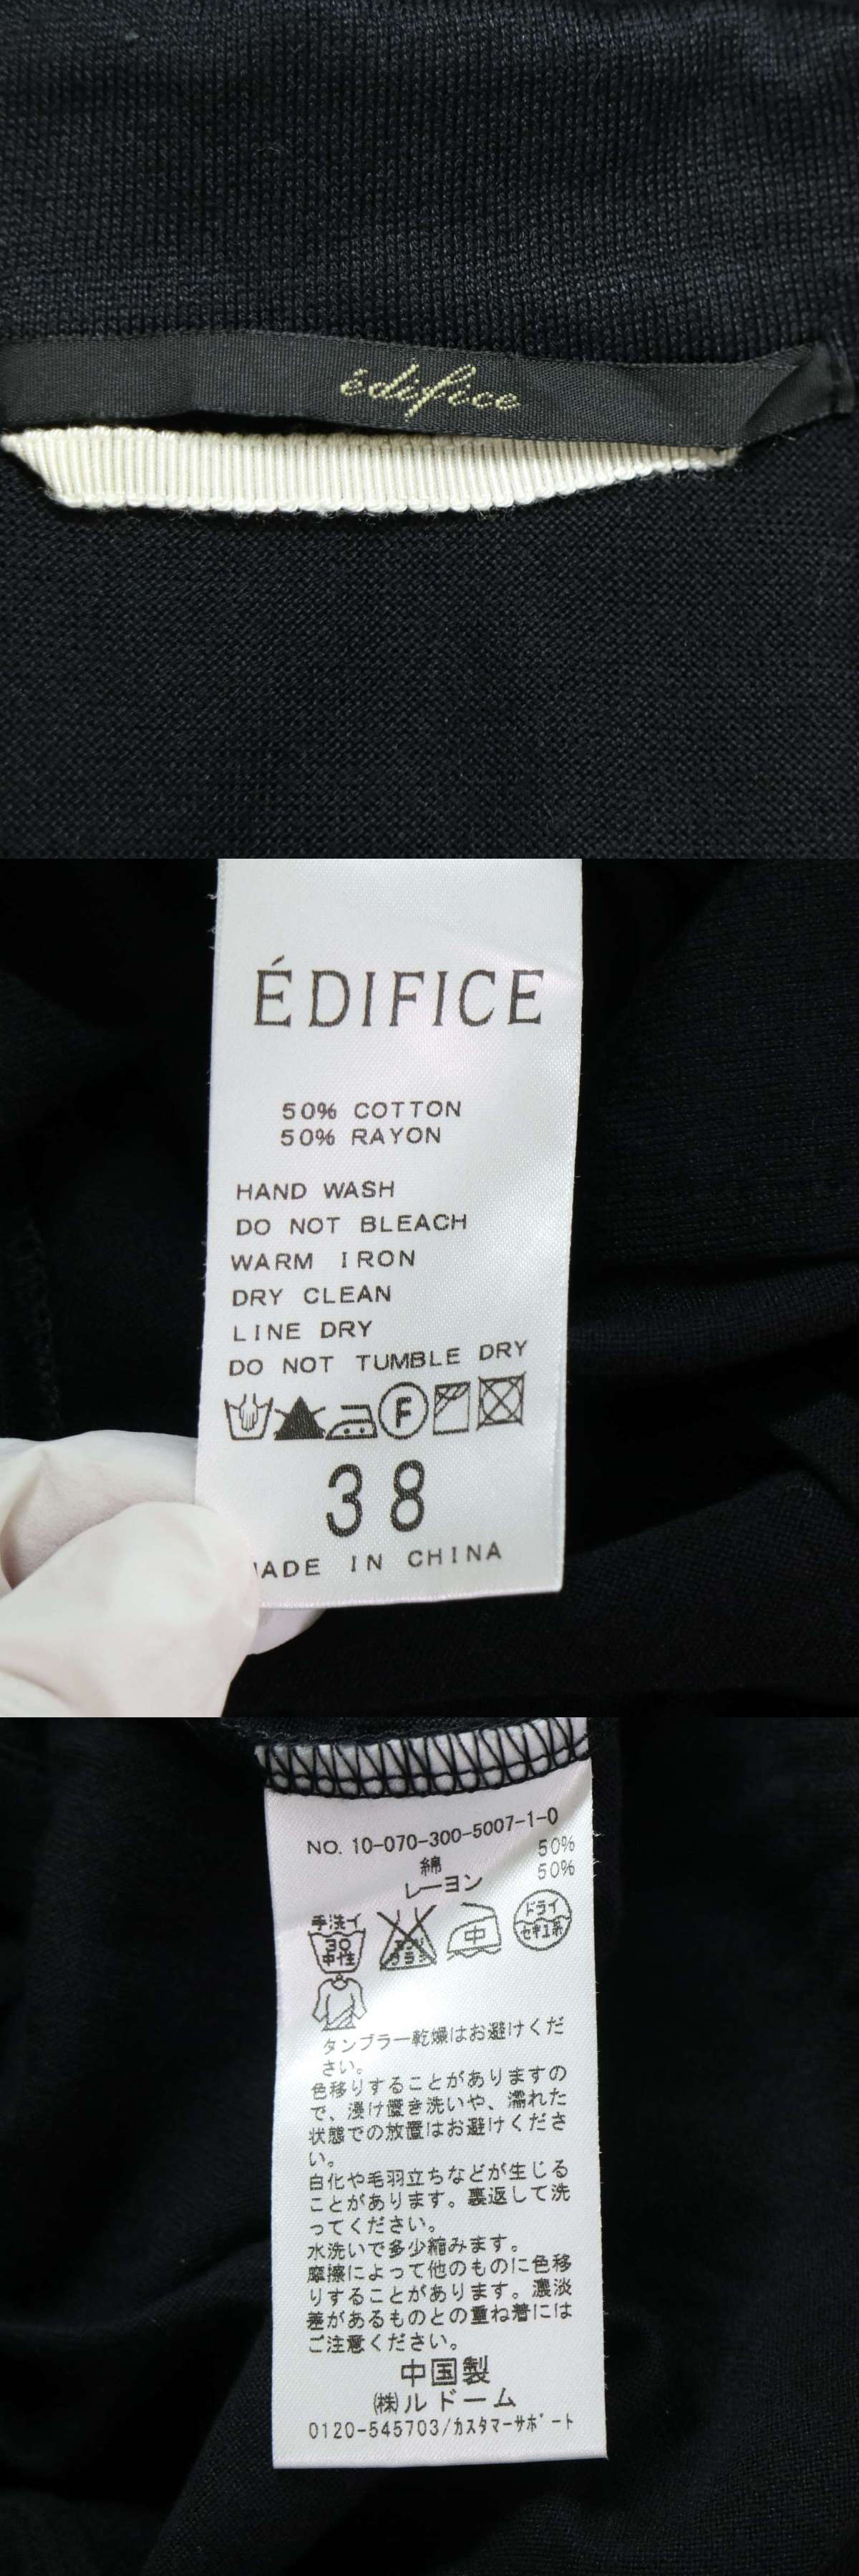 édifice
ÉDIFICE
50% COTTON
50% RAYON
HAND WASH
DO NOT BLEACH
WARM IRON
DRY CLEAN
LINE DRY
DO NOT TUMBLE DRY
F
38
MADE IN CHINA
NO. 10-070-300-5007-1-0
綿 50%
レーヨン 50%
手洗イ
30
中性
エンソ
サラシ
中
ドライ
セキユ系
タンブラー乾燥はお避けくだ
さい。
色移りすることがありますの
で、浸け置き洗いや、濡れた
状態での放置はお避けくださ
い。
白化や毛羽立ちなどが生じる
ことがあります。裏返して洗
ってください。
水洗いで多少縮みます。
摩擦によって他のものに色移
りすることがあります。濃淡
差があるものとの重ね着には
ご注意ください。
中国製
㈱ルドーム
0120-545703/カスタマーサポート